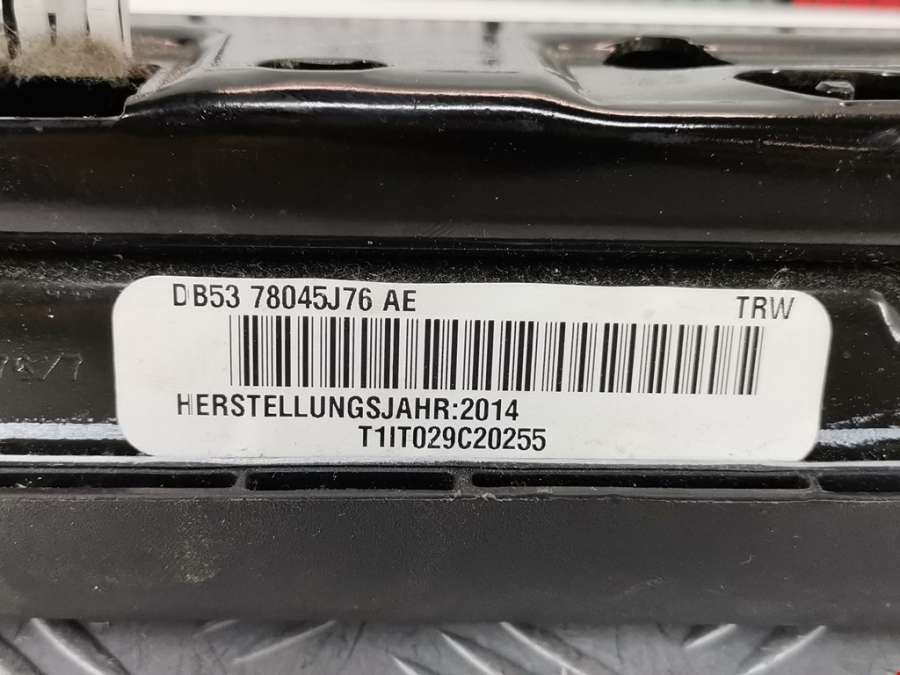 DB53 78045J76 AE TRW
HERSTELLUNGSJAHR:2014
T1IT029C20255